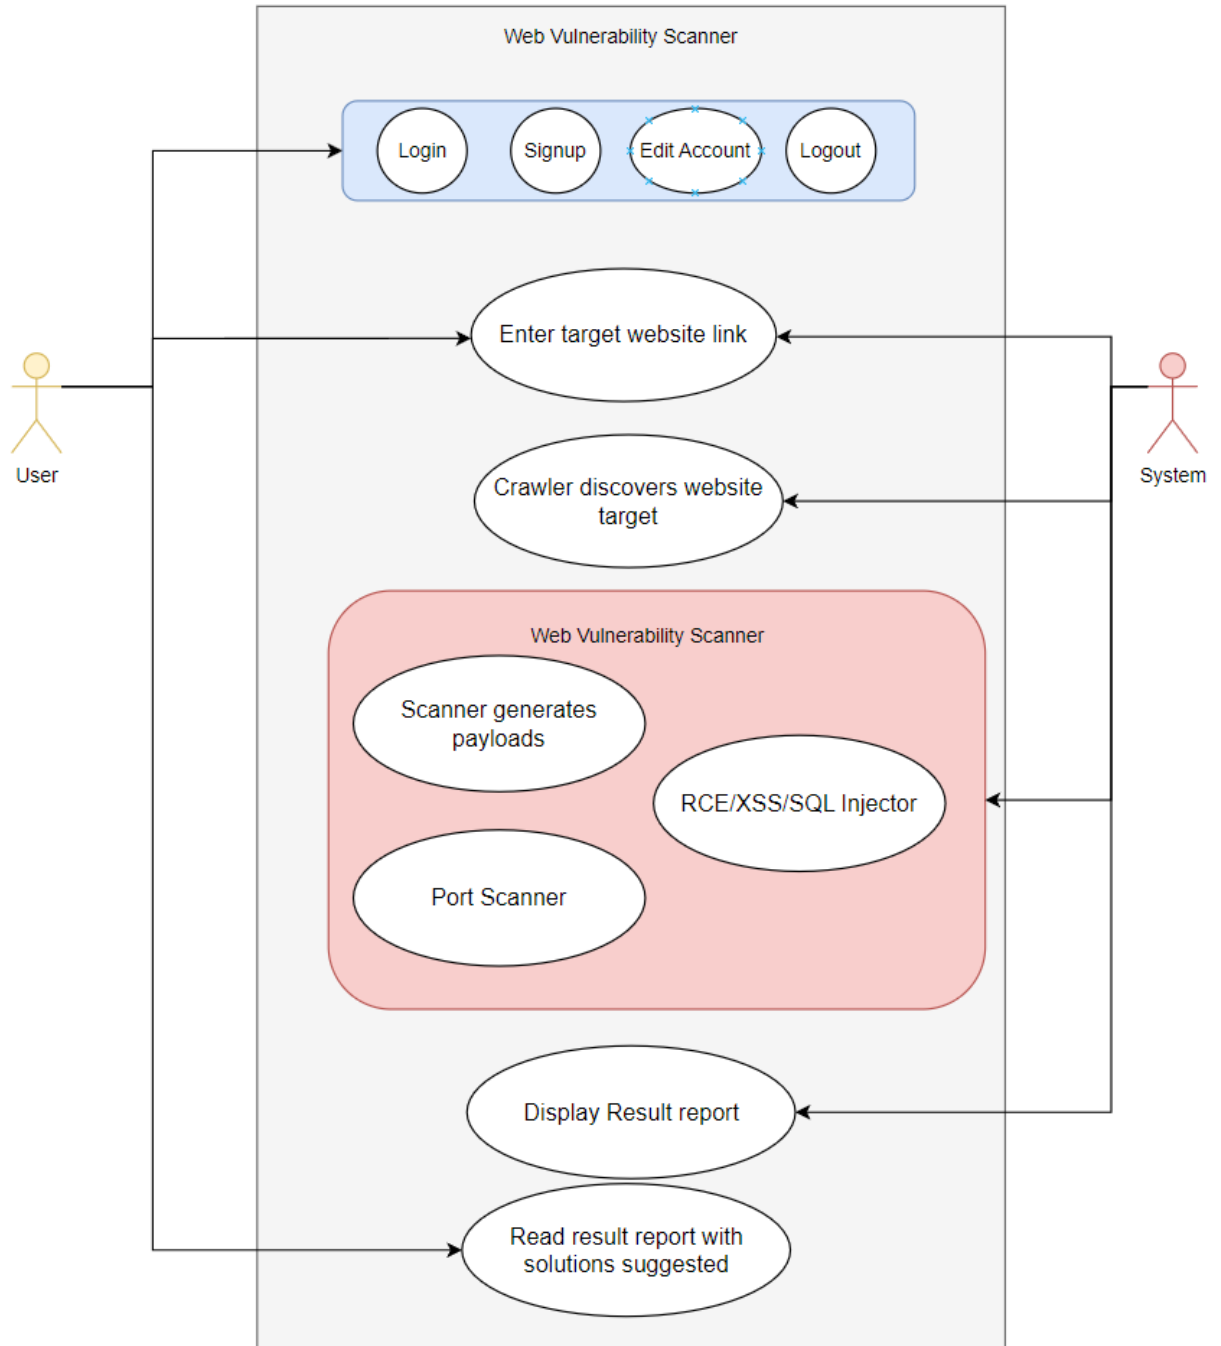 Web Vulnerability Scanner
Login
Signup
Edit Account
Logout
Enter target website link
User
System
Crawler discovers website
target
Web Vulnerability Scanner
Scanner generates
payloads
RCE/XSS/SQL Injector
Port Scanner
Display Result report
Read result report with
solutions suggested